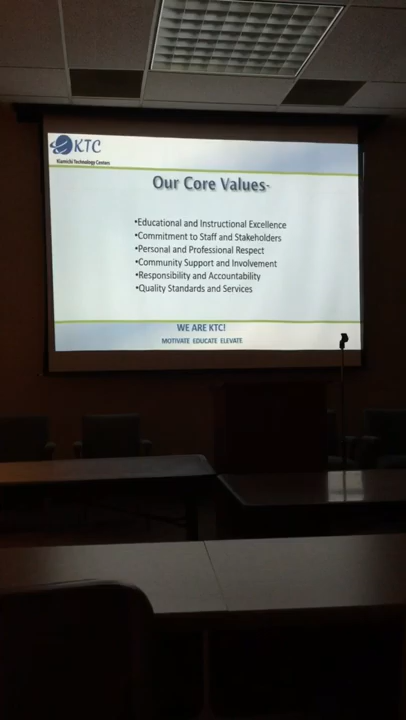 KTC
Kiamichi Technology Centers
Our Core Values-
•Educational and Instructional Excellence
•Commitment to Staff and Stakeholders
•Personal and Professional Respect
•Community Support and Involvement
•Responsibility and Accountability
•Quality Standards and Services
WE ARE KTC!
MOTIVATE EDUCATE ELEVATE